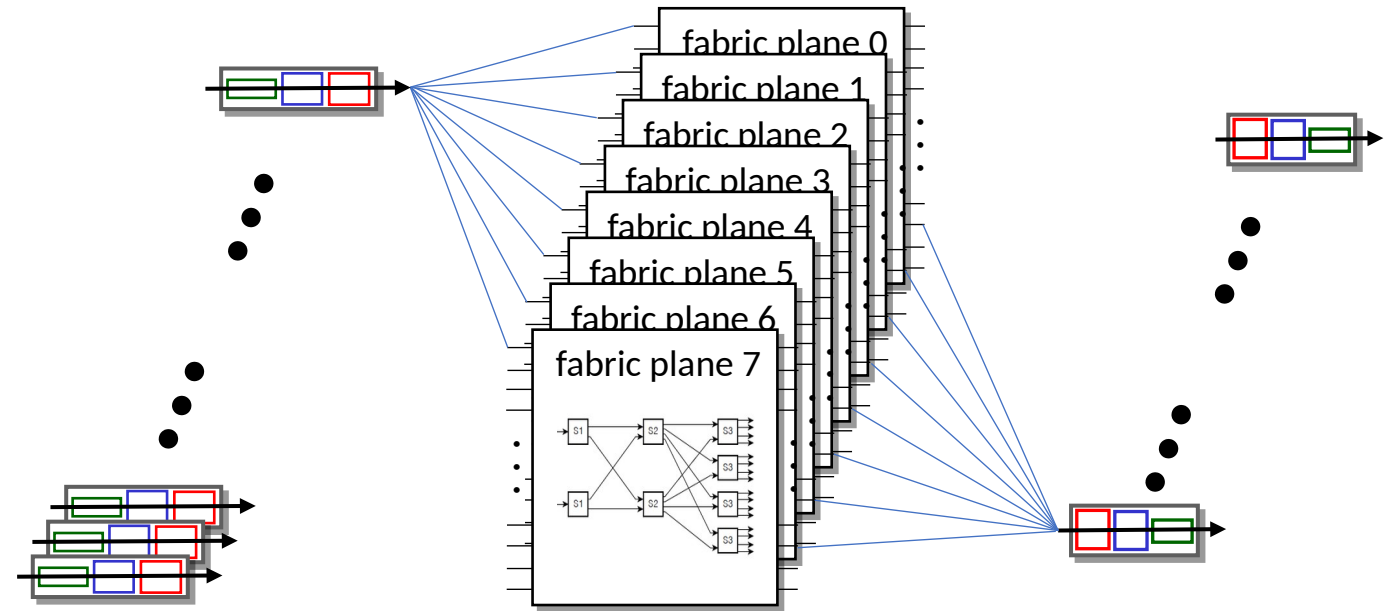 fabric plane 0
fabric plane 1
fabric plane 2
fabric plane 3
fabric plane 4
fabric plane 5
fabric plane 6
fabric plane 7
S1 S2 S3
S3
S1 S2 S3
S3